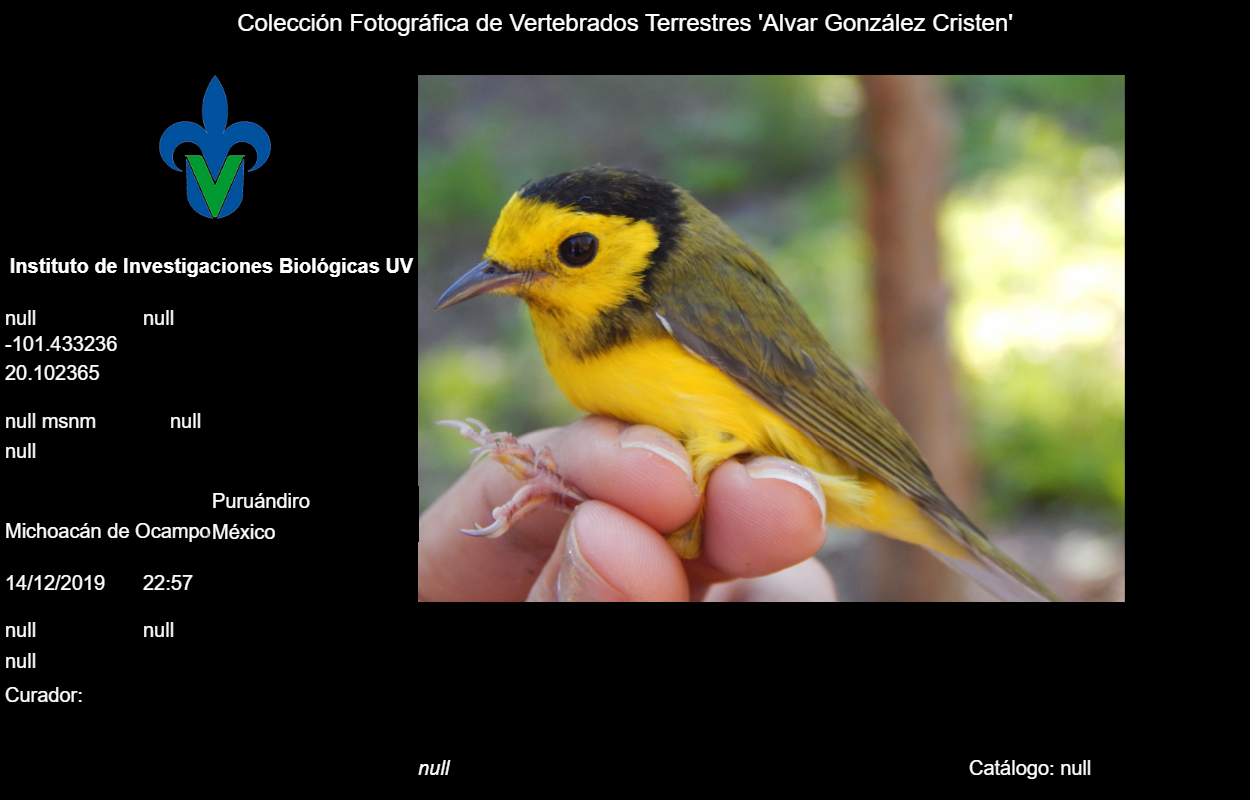 Colección Fotográfica de Vertebrados Terrestres 'Alvar González Cristen'
V
Instituto de Investigaciones Biológicas UV
null null
-101.433236
20.102365
null msnm null
null
Puruándiro
Michoacán de Ocampo México
14/12/2019 22:57
null null
null
Curador:
null Catálogo: null